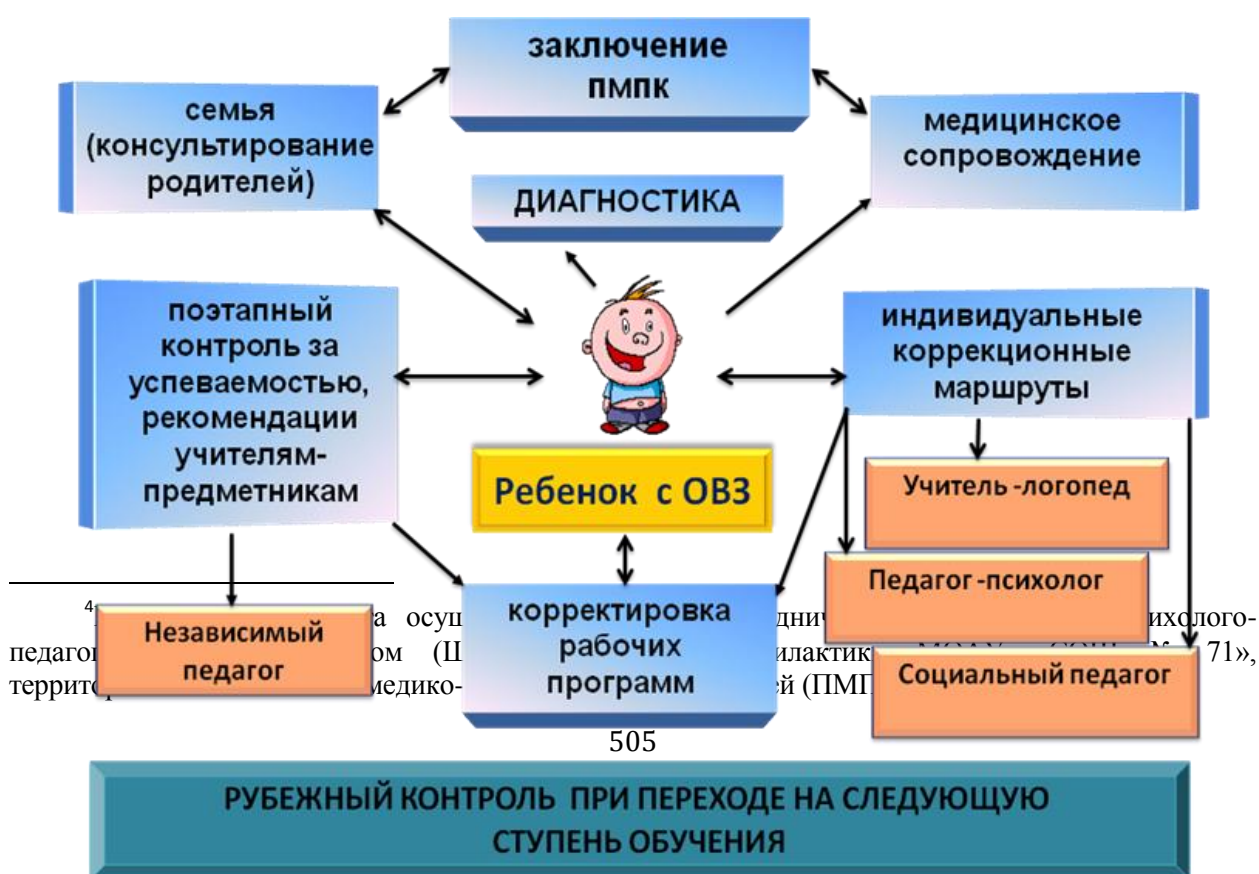 заключение
пмпк
семья
(консультирование
родителей)
медицинское
сопровождение
ДИАГНОСТИКА
поэтапный
контроль за
успеваемостью,
рекомендации
учителям-
предметникам
индивидуальные
коррекционные
маршруты
Ребенок с ОВЗ
Учитель -логопед
Педагог -психолог
Социальный педагог
Независимый
педагог
корректировка
рабочих
программ
4
71»,
505
РУБЕЖНЫЙ КОНТРОЛЬ ПРИ ПЕРЕХОДЕ НА СЛЕДУЮЩУЮ
СТУПЕНЬ ОБУЧЕНИЯ